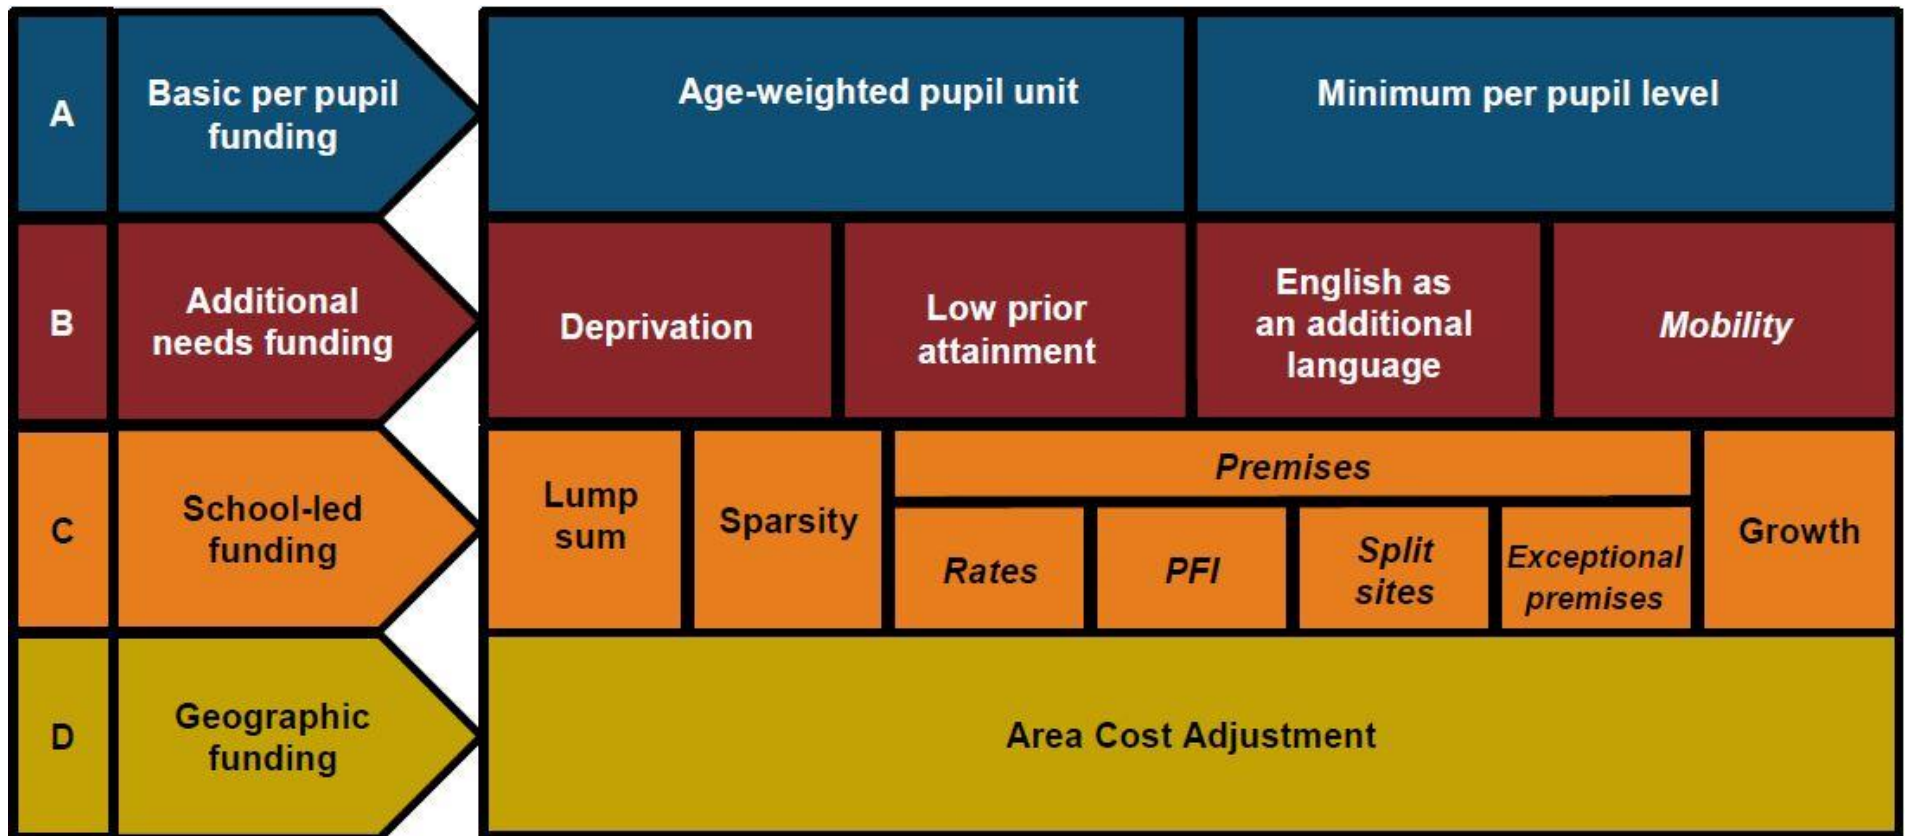 A
Basic per pupil
funding
Age-weighted pupil unit
Minimum per pupil level
B
Additional
needs funding
Deprivation
Low prior
attainment
English as
an additional
language
Mobility
C
School-led
funding
Lump
sum
Sparsity
Premises
Rates
PFI
Split
sites
Exceptional
premises
Growth
D
Geographic
funding
Area Cost Adjustment